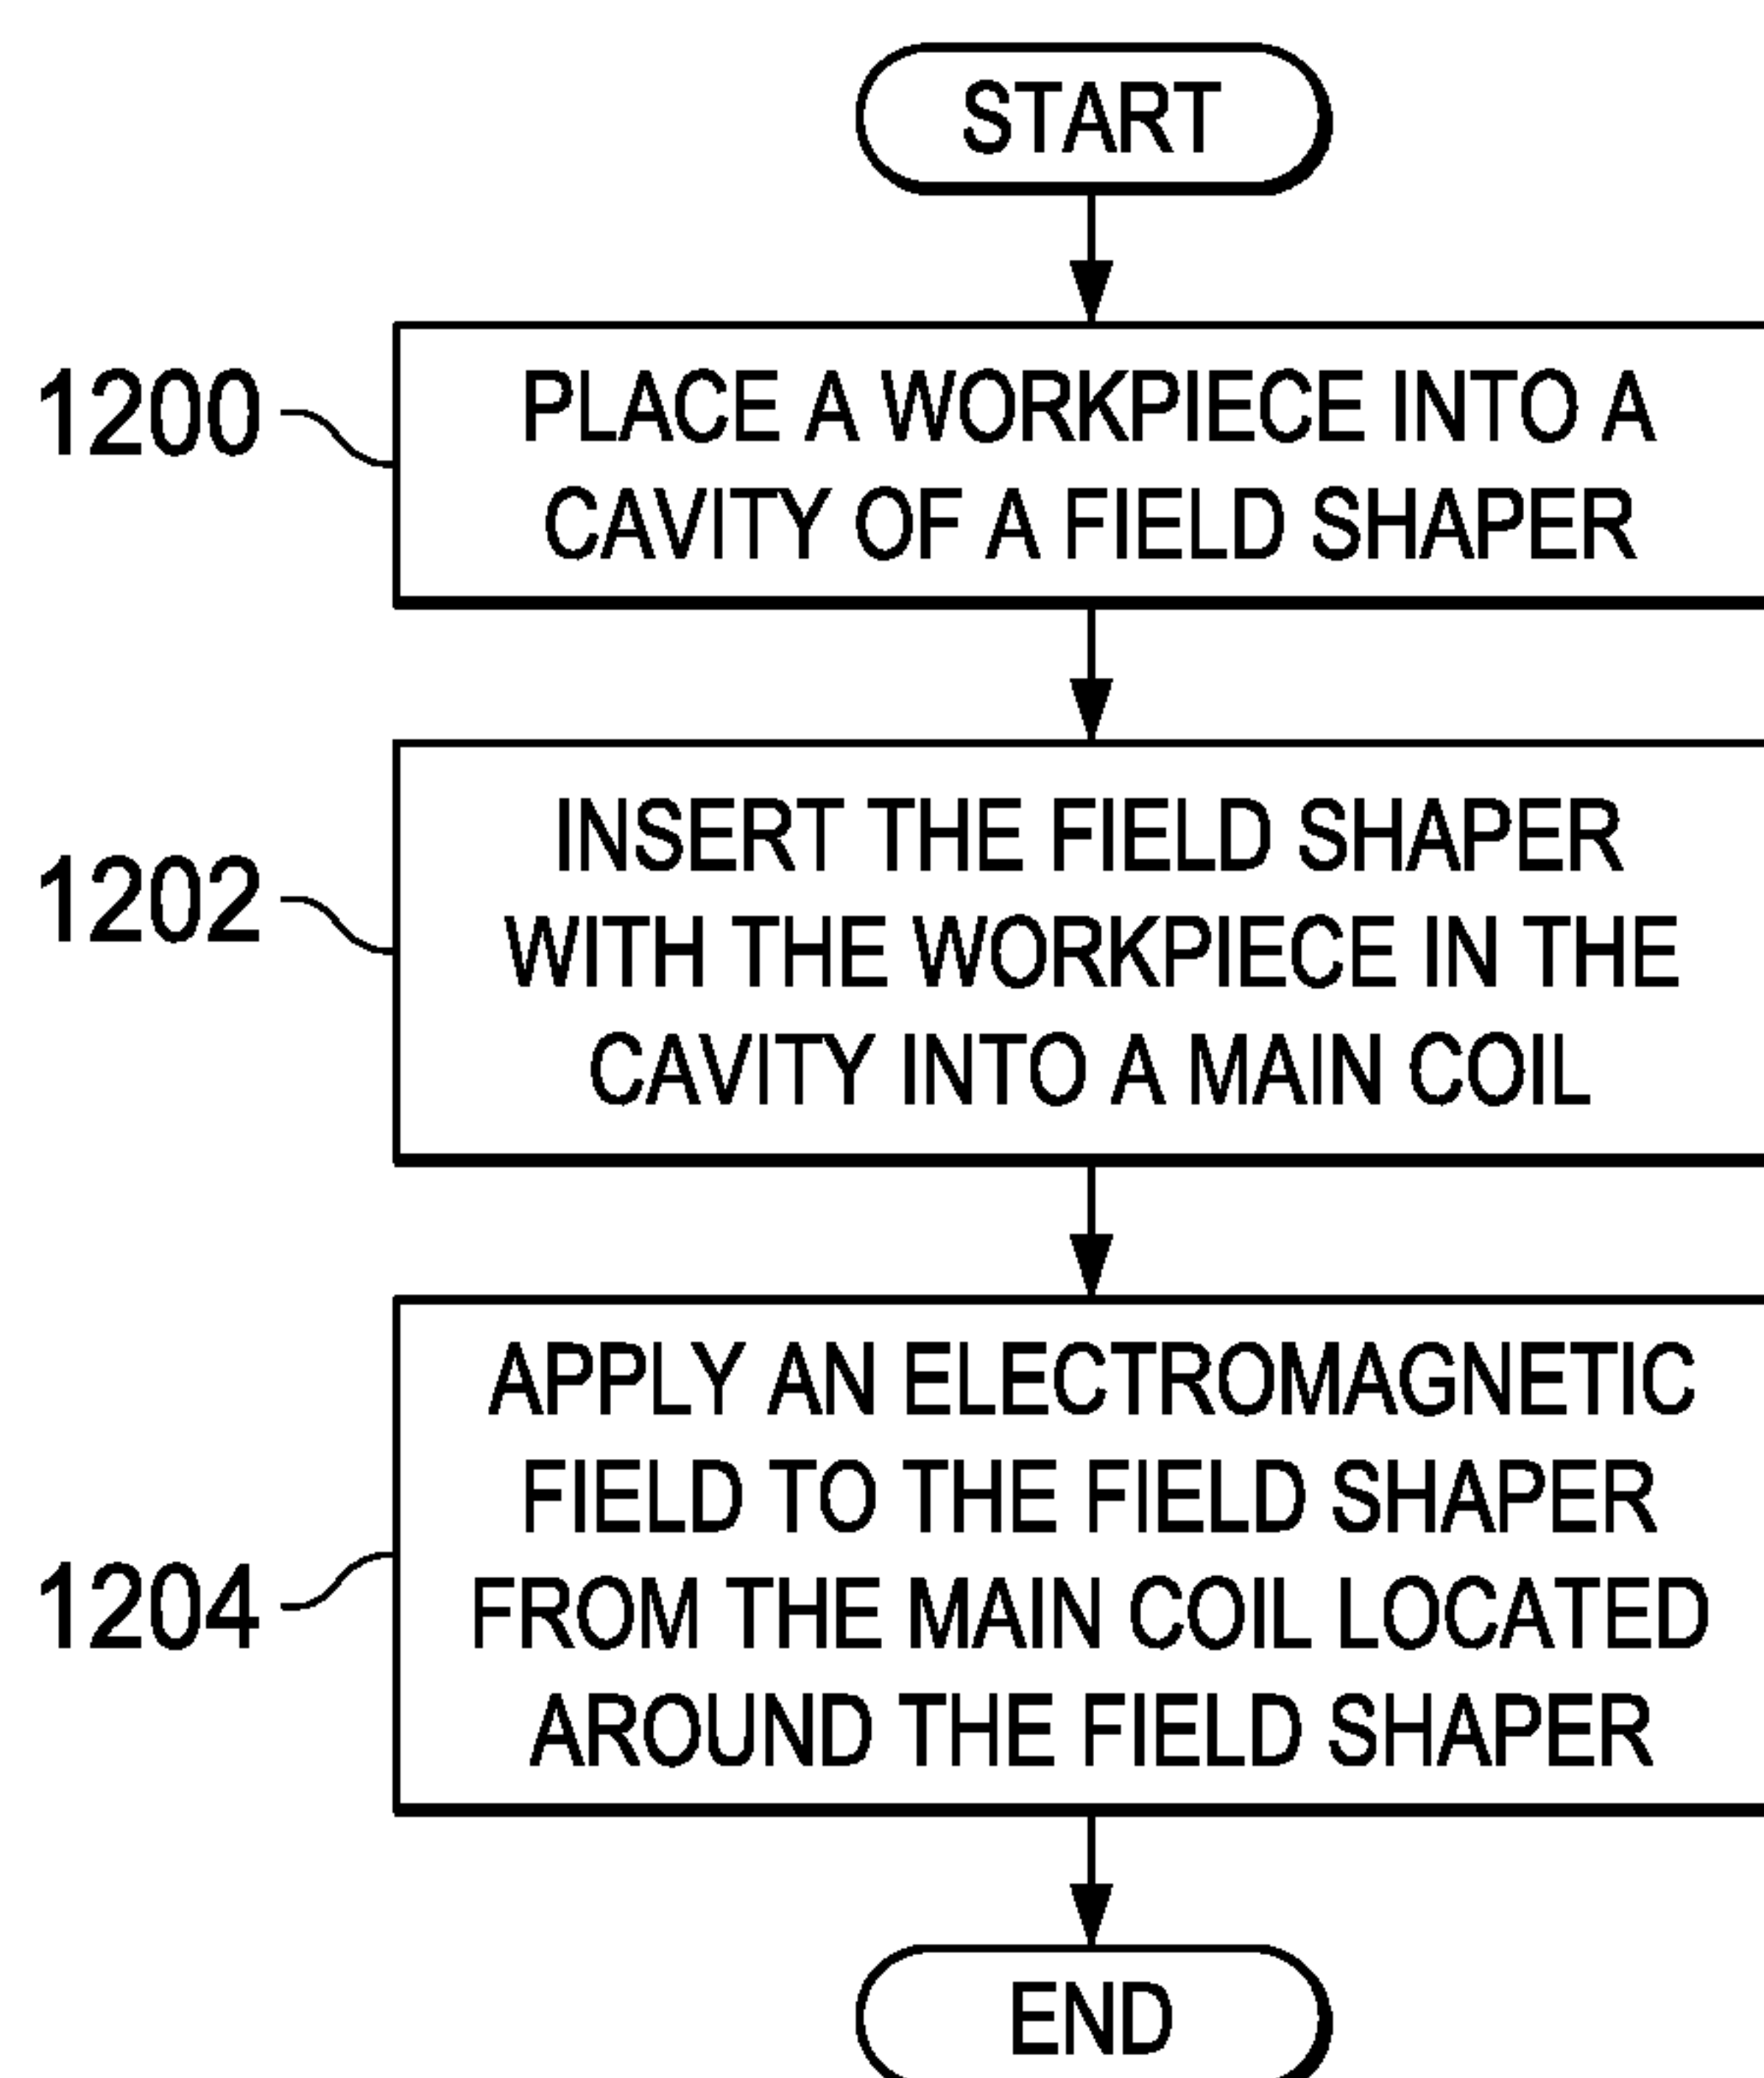 START
1200
PLACE A WORKPIECE INTO A
CAVITY OF A FIELD SHAPER
1202
INSERT THE FIELD SHAPER
WITH THE WORKPIECE IN THE
CAVITY INTO A MAIN COIL
1204
APPLY AN ELECTROMAGNETIC
FIELD TO THE FIELD SHAPER
FROM THE MAIN COIL LOCATED
AROUND THE FIELD SHAPER
END